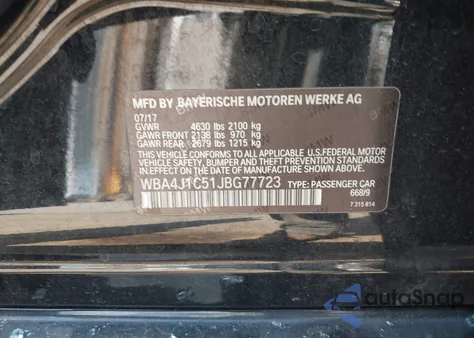 MFD BY BAYERISCHE MOTOREN WERKE AG
07/17
GVWR 4630 lbs 2100 kg
GAWR FRONT 2138 lbs 970 kg
GAWR REAR 2679 lbs 1215 kg
THIS VEHICLE CONFORMS TO ALL APPLICABLE U.S.FEDERAL MOTOR
VEHICLE SAFETY, BUMPER AND THEFT PREVENTION STANDARDS
IN EFFECT ON THE DATE OF MANUFACTURE SHOWN ABOVE.
WBA4J1C51JBG77723 TYPE: PASSENGER CAR
668/9
7 315 814
autoSnap